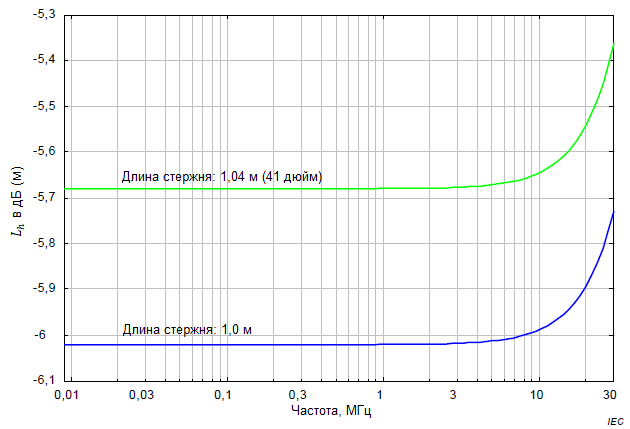 -5,3
-5,4
-5,5
-5,6
-5,7
-5,8
-5,9
-6
-6,1
Lh в дБ (м)
Длина стержня: 1,04 м (41 дюйм)
Длина стержня: 1,0 м
0,01 0,03 0,1 0,3 1 3 10 30
Частота, МГц
IEC